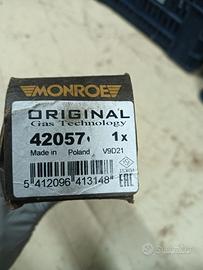 MONROE
ORIGINAL
Gas Technology
42057 1x
Made in Poland V9D21
5 412096 413148
EAC